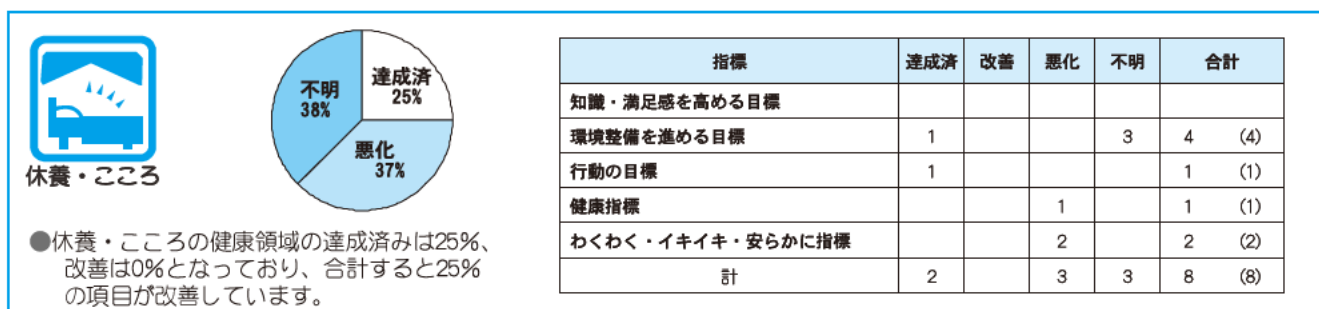 休養・こころ
不明
38%
達成済
25%
悪化
37%
●休養・こころの健康領域の達成済みは25%、
改善は0%となっており、合計すると25%
の項目が改善しています。
指標 達成済 改善 悪化 不明 合計
知識・満足感を高める目標
環境整備を進める目標 1 3 4 (4)
行動の目標 1 1 (1)
健康指標 1 1 (1)
わくわく・イキイキ・安らかに指標 2 2 (2)
計 2 3 3 8 (8)